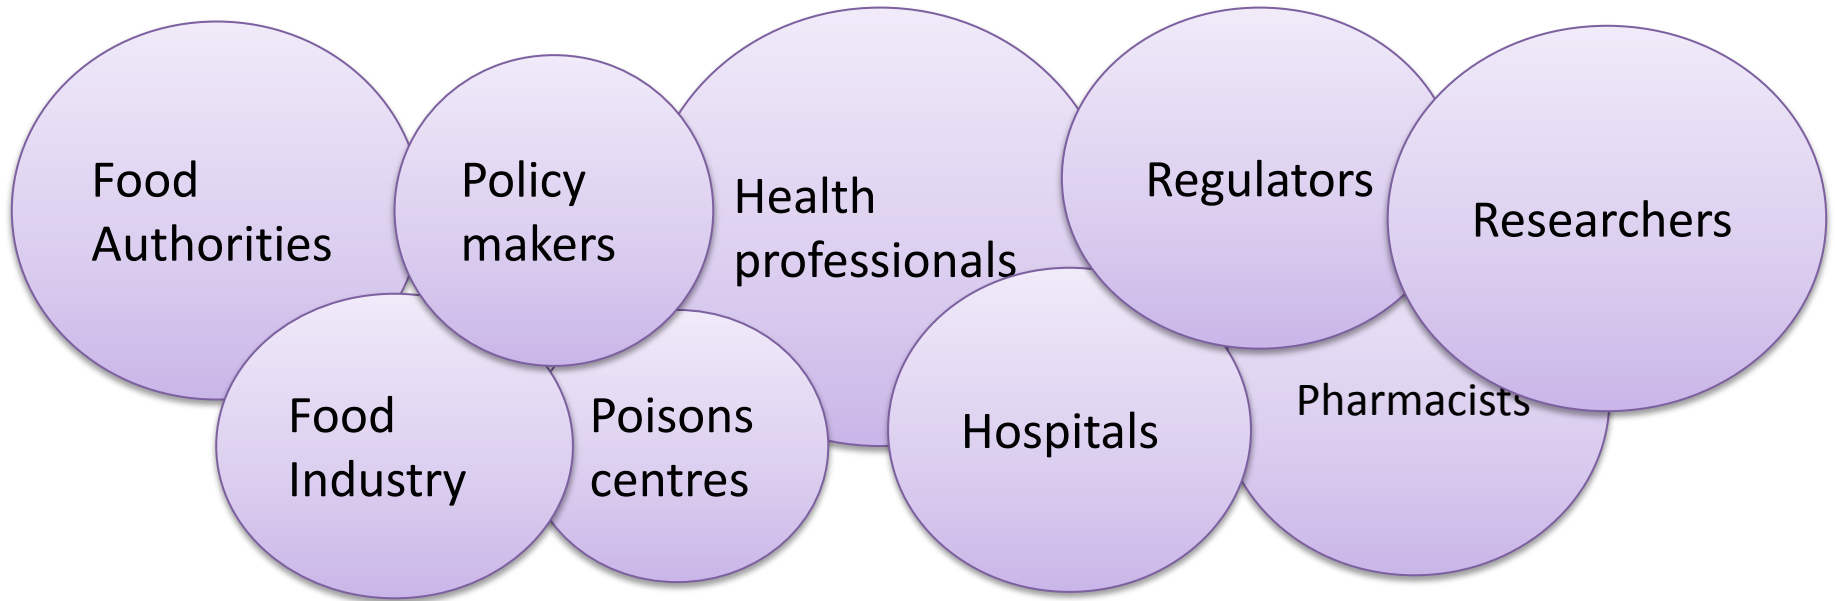 Food
Authorities
Policy
makers
Health
professionals
Regulators
Researchers
Food
Industry
Poisons
centres
Hospitals
Pharmacists